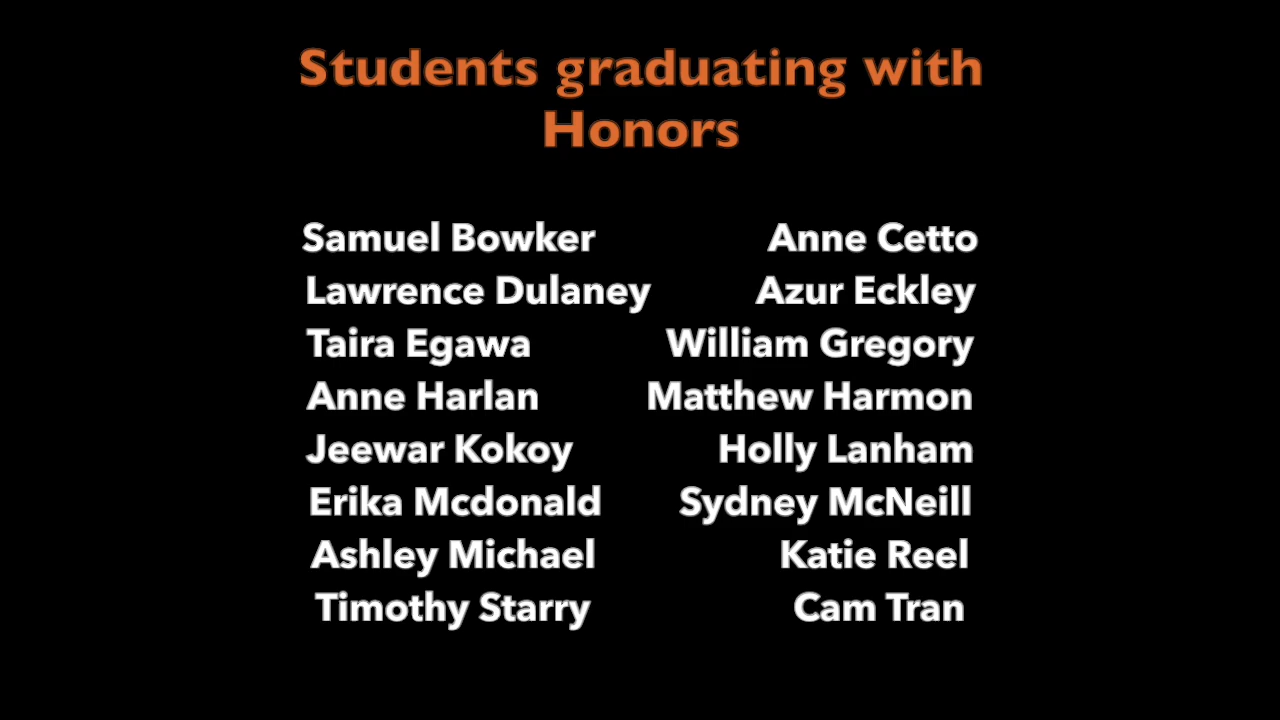 Students graduating with
Honors
Samuel Bowker Anne Cetto
Lawrence Dulaney Azur Eckley
Taira Egawa William Gregory
Anne Harlan Matthew Harmon
Jeewar Kokoy Holly Lanham
Erika Mcdonald Sydney McNeill
Ashley Michael Katie Reel
Timothy Starry Cam Tran